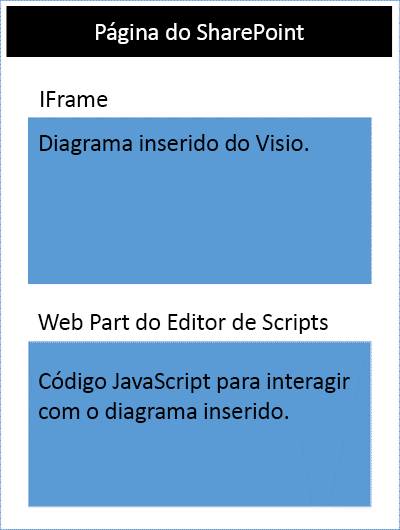 Página do SharePoint
IFrame
Diagrama inserido do Visio.
Web Part do Editor de Scripts
Código JavaScript para interagir
com o diagrama inserido.